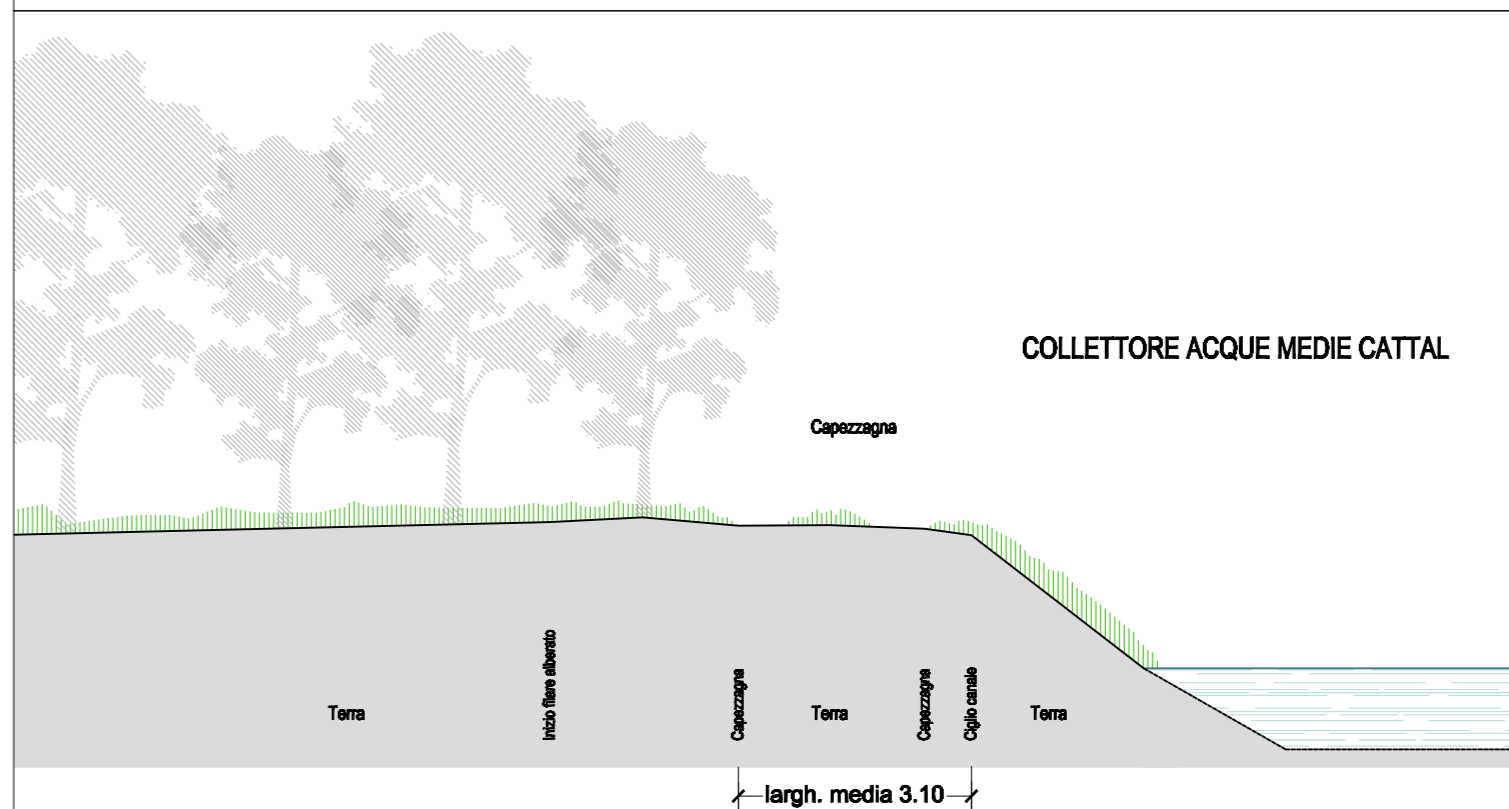 COLLETTORE ACQUE MEDIE CATTAL
Capezzagna
Terra
Inizio filare alberato
Capezzagna
Terra
Capezzagna
Ciglio canale
Terra
largh. media 3.10